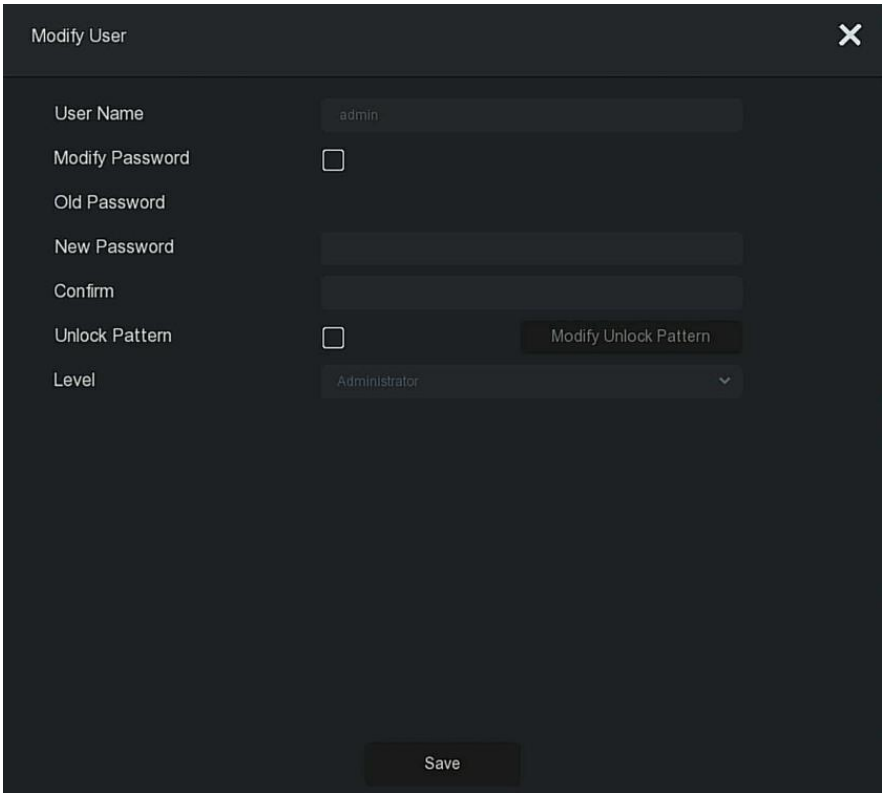 Modify User
User Name admin
Modify Password
Old Password
New Password
Confirm
Unlock Pattern Modify Unlock Pattern
Level Administrator
Save